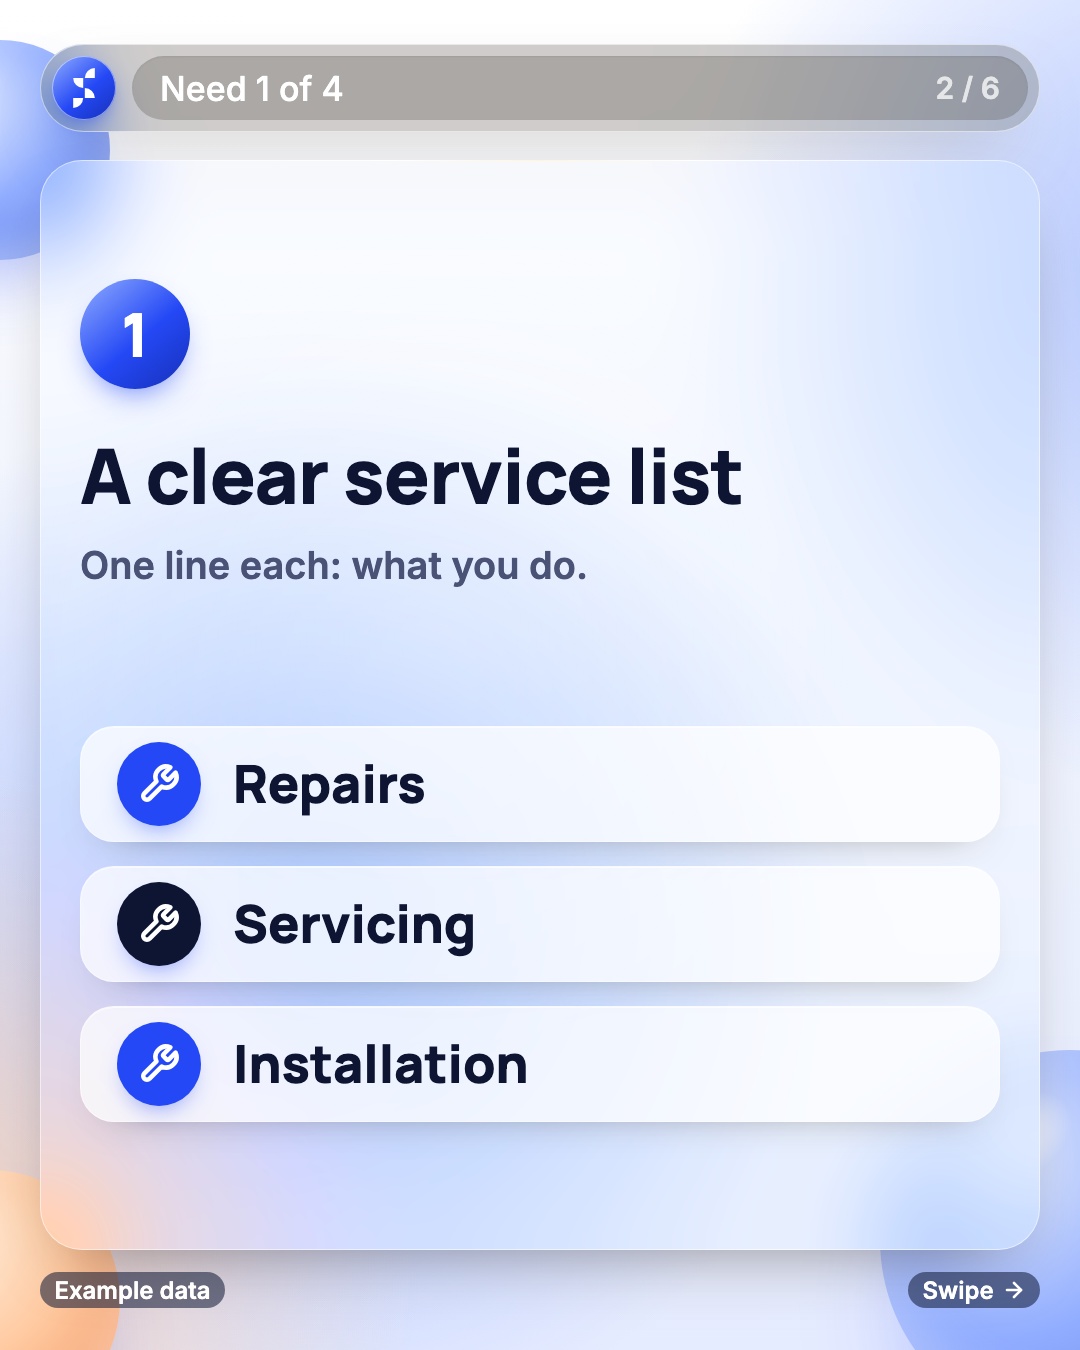 Need 1 of 4
2 / 6
1
A clear service list
One line each: what you do.
Repairs
Servicing
Installation
Example data
Swipe →